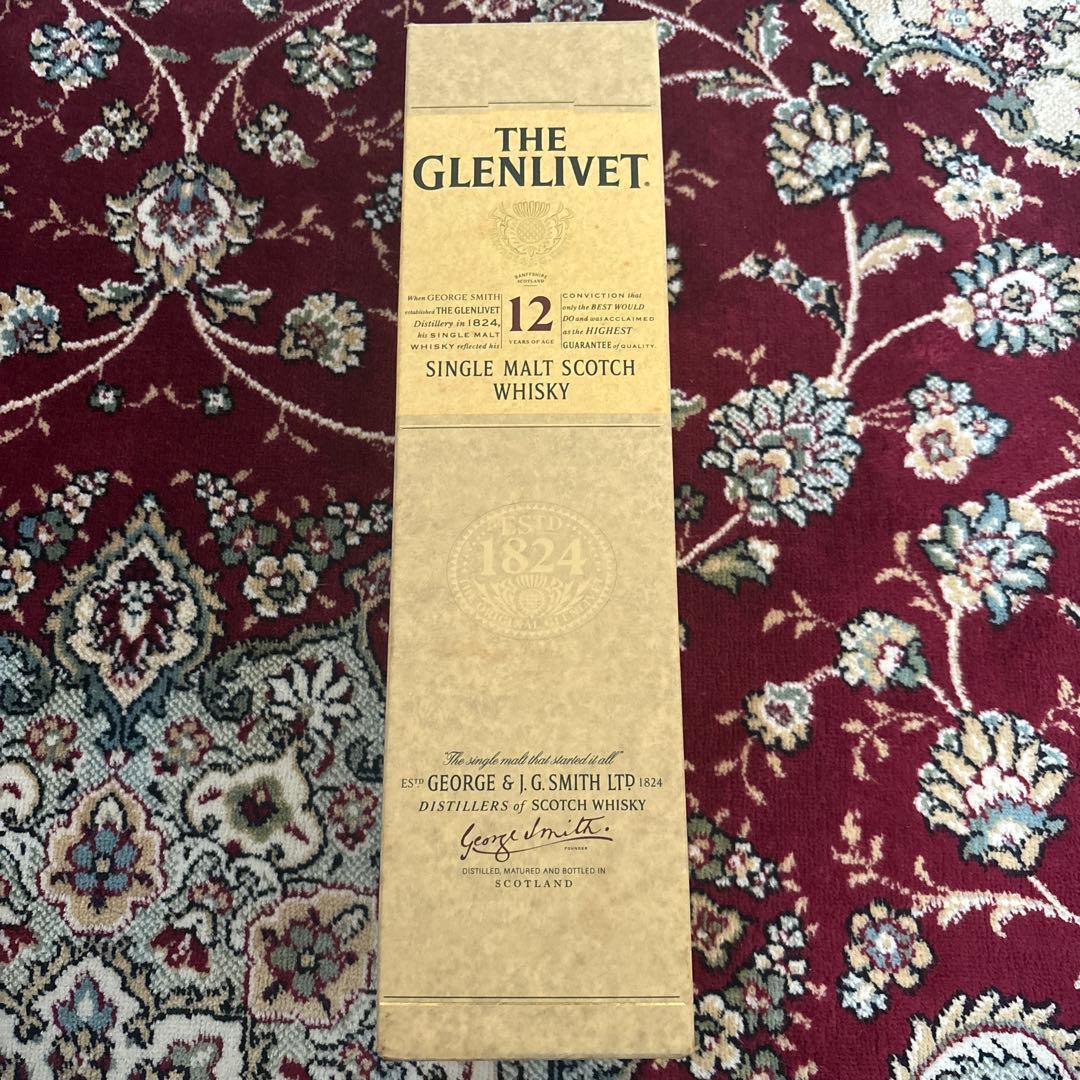 THE
GLENLIVET.
BANFFSHIRE
SCOTLAND
When GEORGE SMITH
established THE GLENLIVET
Distillery in 1824,
his SINGLE MALT
WHISKY reflected his
12
YEARS OF AGE
CONVICTION that
only the BEST WOULD
DO and was ACCLAIMED
as the HIGHEST
GUARANTEE of QUALITY.
SINGLE MALT SCOTCH
WHISKY
ESTD
1824
"The single malt that started it all"
ESTD GEORGE & J. G. SMITH LTD 1824
DISTILLERS of SCOTCH WHISKY
George Smith.
FOUNDER
DISTILLED, MATURED AND BOTTLED IN
SCOTLAND